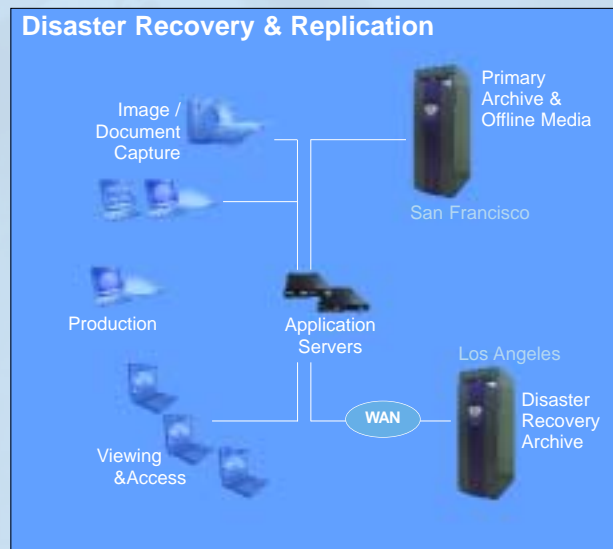 Disaster Recovery & Replication
Image /
Document
Capture
Primary
Archive &
Offline Media
San Francisco
Production
Application
Servers
Los Angeles
WAN
Disaster
Recovery
Archive
Viewing
&Access